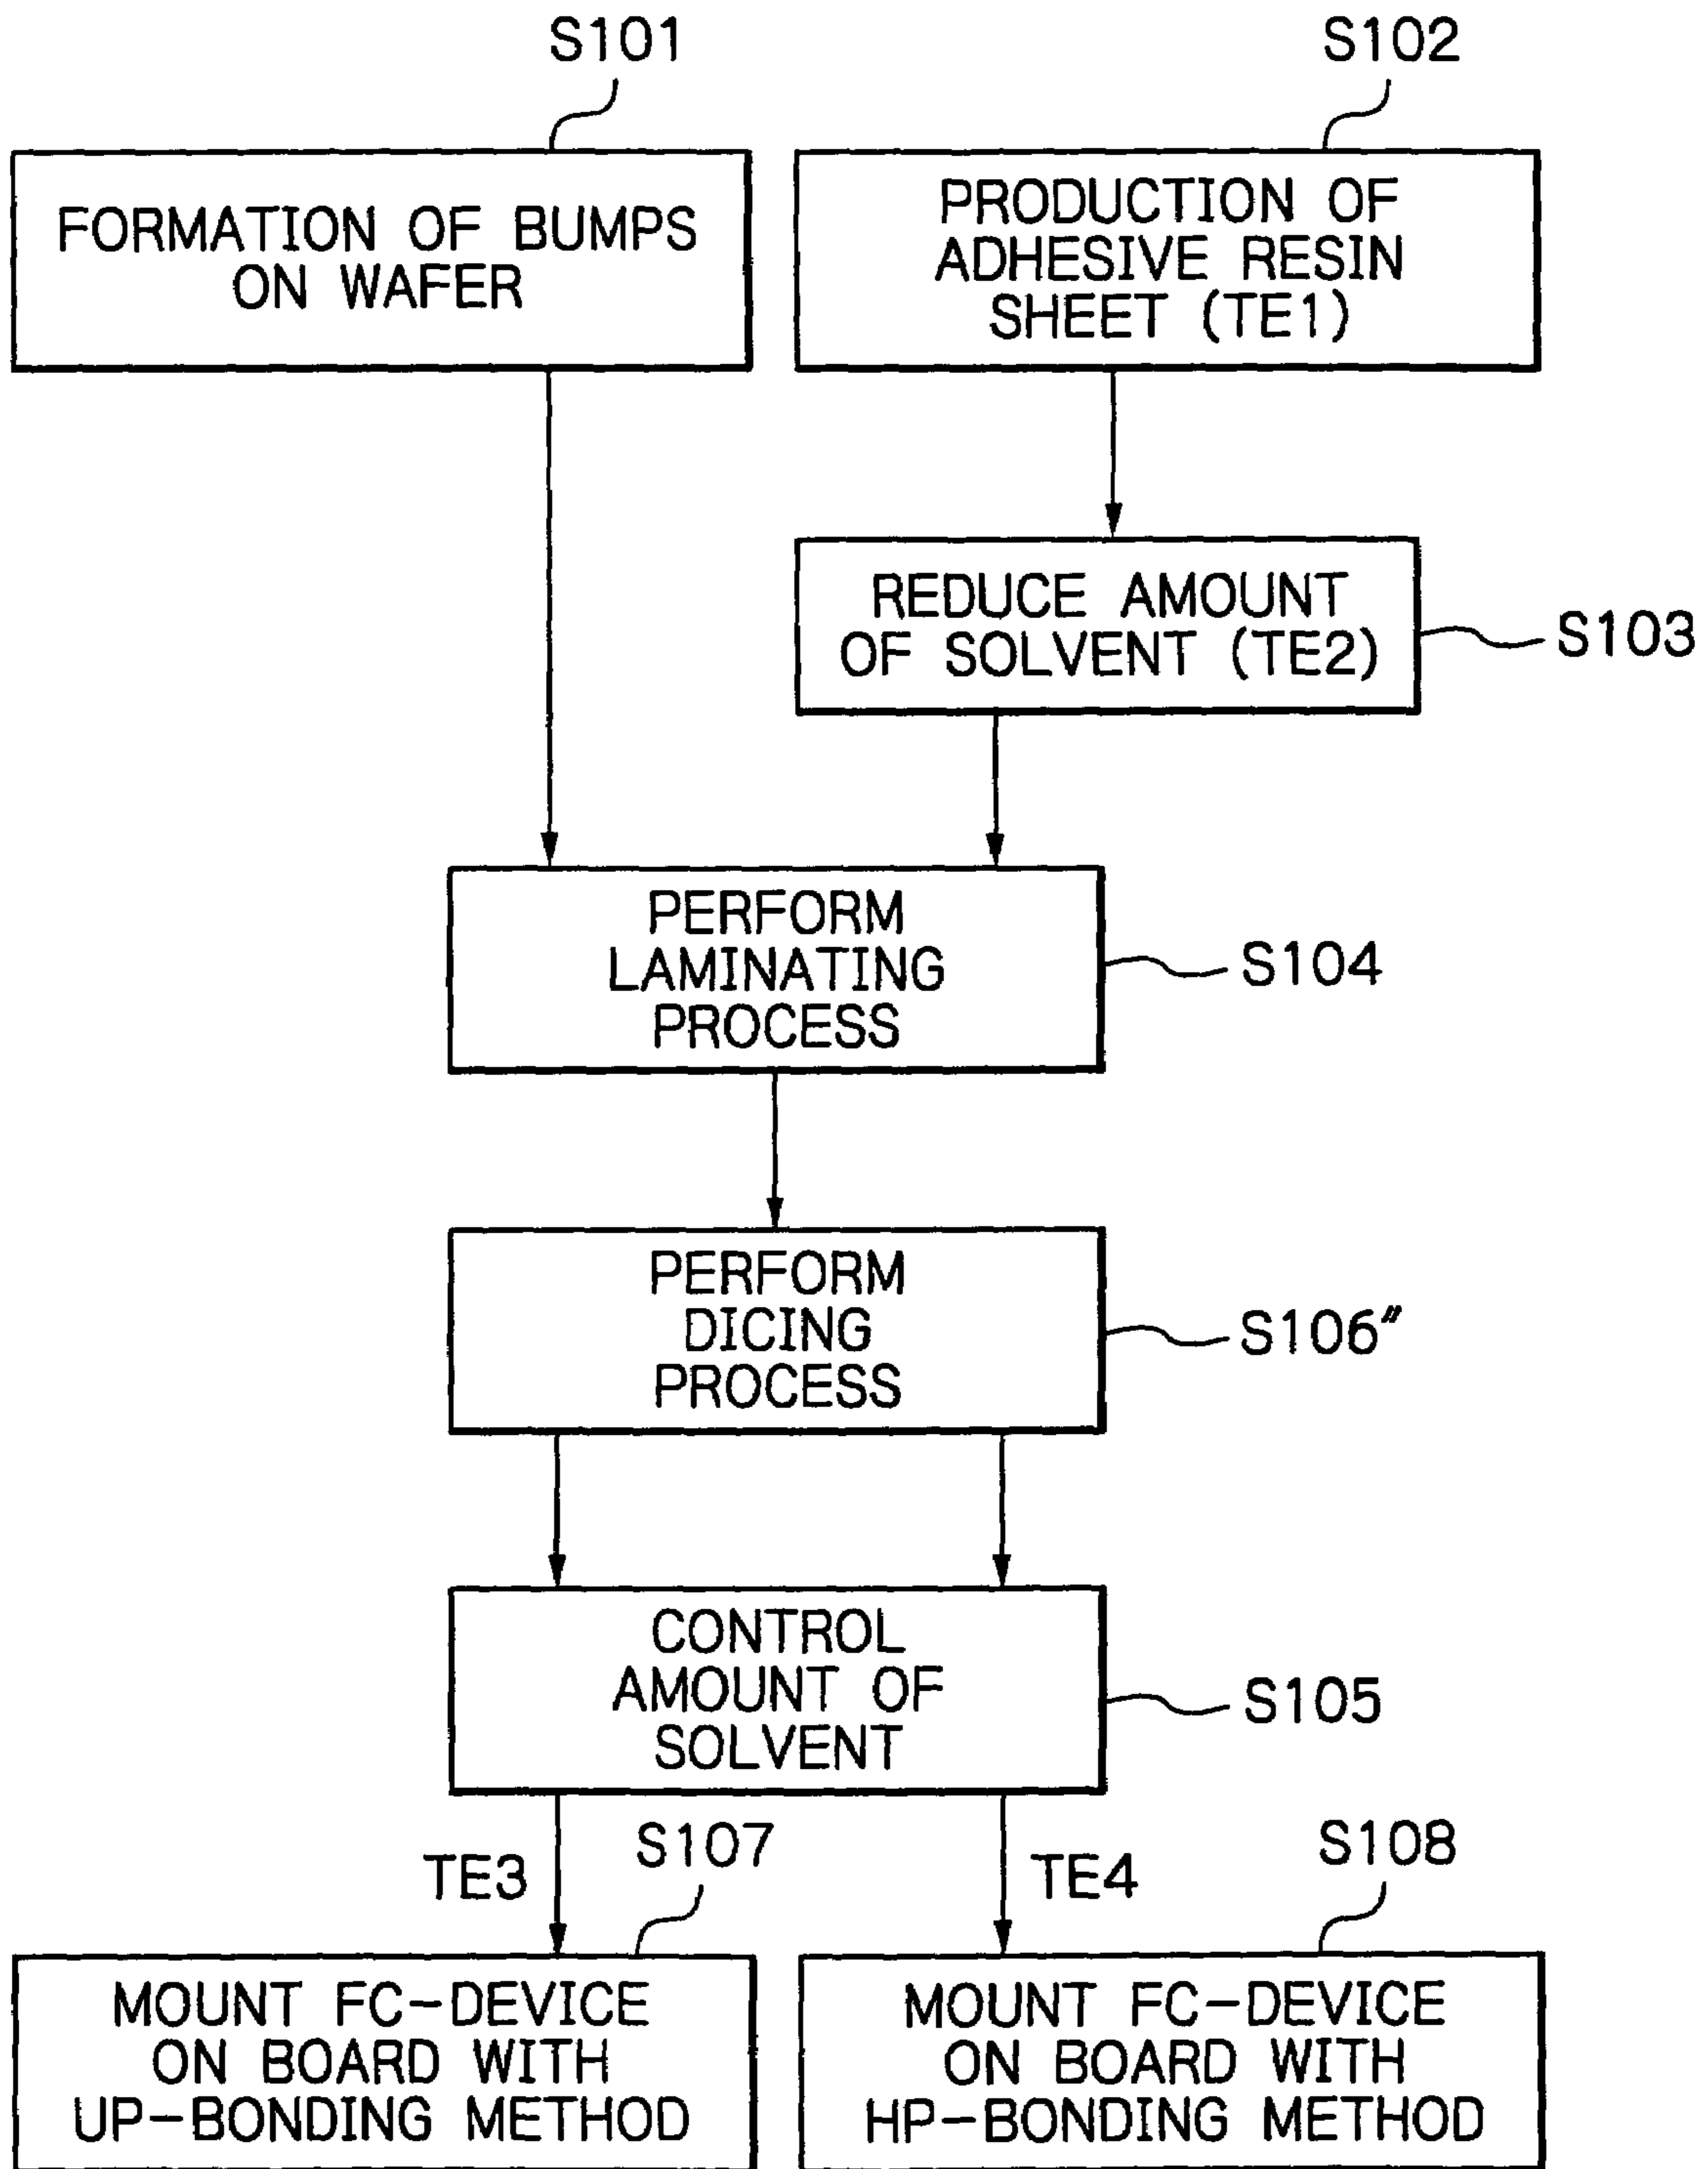 S101
S102
FORMATION OF BUMPS
ON WAFER
PRODUCTION OF
ADHESIVE RESIN
SHEET (TE1)
REDUCE AMOUNT
OF SOLVENT (TE2)
S103
PERFORM
LAMINATING
PROCESS
S104
PERFORM
DICING
PROCESS
S106″
CONTROL
AMOUNT OF
SOLVENT
S105
TE3
S107
TE4
S108
MOUNT FC-DEVICE
ON BOARD WITH
UP-BONDING METHOD
MOUNT FC-DEVICE
ON BOARD WITH
HP-BONDING METHOD